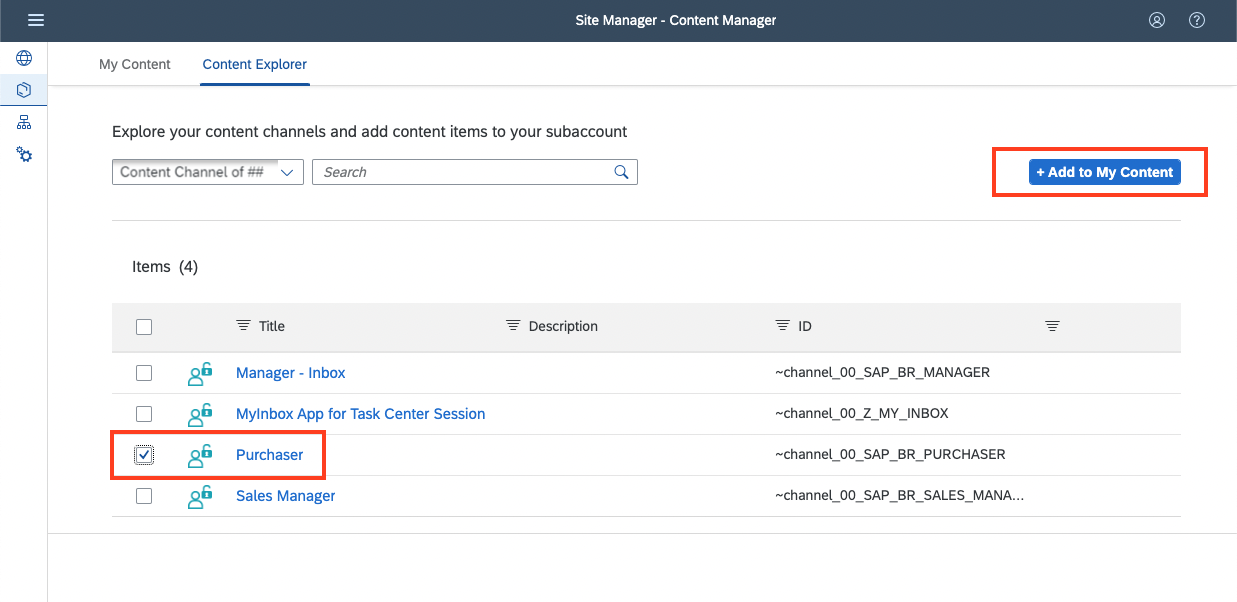 Site Manager - Content Manager
My Content Content Explorer
Explore your content channels and add content items to your subaccount
Content Channel of ## Search + Add to My Content
Items (4)
Title Description ID
Manager - Inbox ~channel_00_SAP_BR_MANAGER
MyInbox App for Task Center Session ~channel_00_Z_MY_INBOX
Purchaser ~channel_00_SAP_BR_PURCHASER
Sales Manager ~channel_00_SAP_BR_SALES_MANA...